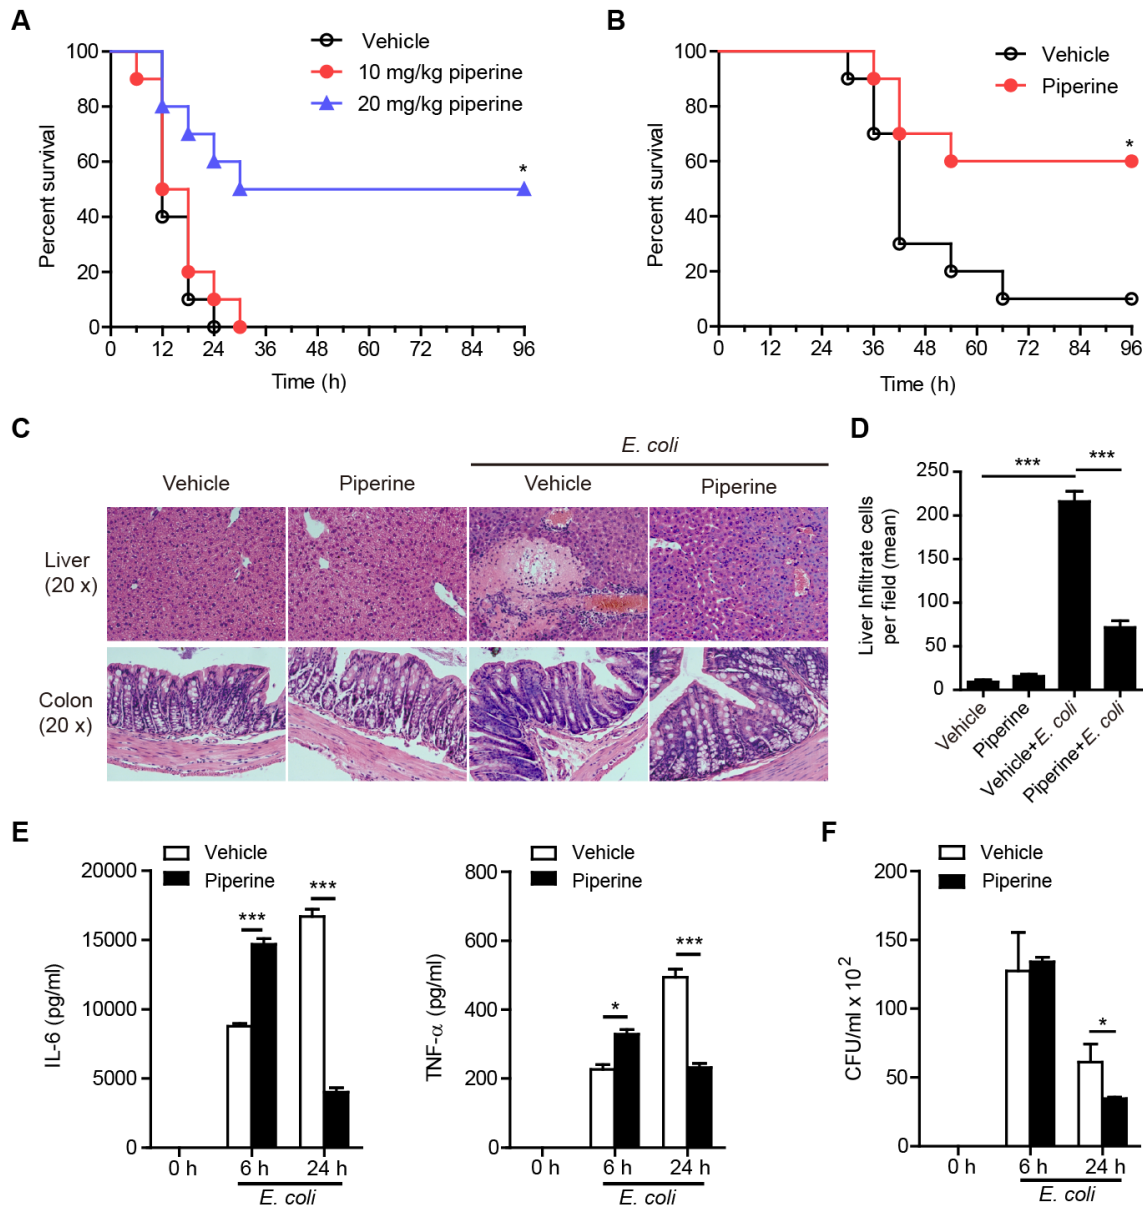 A
Vehicle
10 mg/kg piperine
20 mg/kg piperine
100
80
60
40
20
0
Percent survival
*
0 12 24 36 48 60 72 84 96
Time (h)
B
Vehicle
Piperine
100
80
60
40
20
0
Percent survival
*
0 12 24 36 48 60 72 84 96
Time (h)
C
E. coli
Vehicle Piperine Vehicle Piperine
Liver
(20 x)
Colon
(20 x)
D
*** ***
250
200
150
100
50
0
Liver Infiltrate cells
per field (mean)
Vehicle
Piperine
Vehicle+E. coli
Piperine+E. coli
E
Vehicle
Piperine
20000
15000
10000
5000
0
IL-6 (pg/ml)
*** ***
0 h 6 h 24 h
E. coli
Vehicle
Piperine
800
600
400
200
0
TNF-α (pg/ml)
* ***
0 h 6 h 24 h
E. coli
F
Vehicle
Piperine
200
150
100
50
0
CFU/ml x 10²
*
0 h 6 h 24 h
E. coli